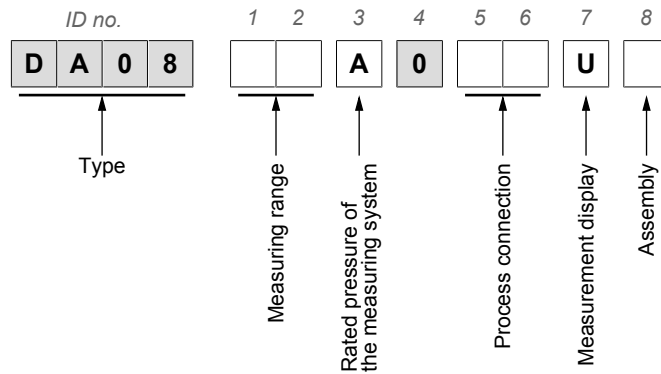 ID no. 1 2 3 4 5 6 7 8
D A 0 8 A 0 U
Type
Measuring range
Rated pressure of
the measuring system
Process connection
Measurement display
Assembly